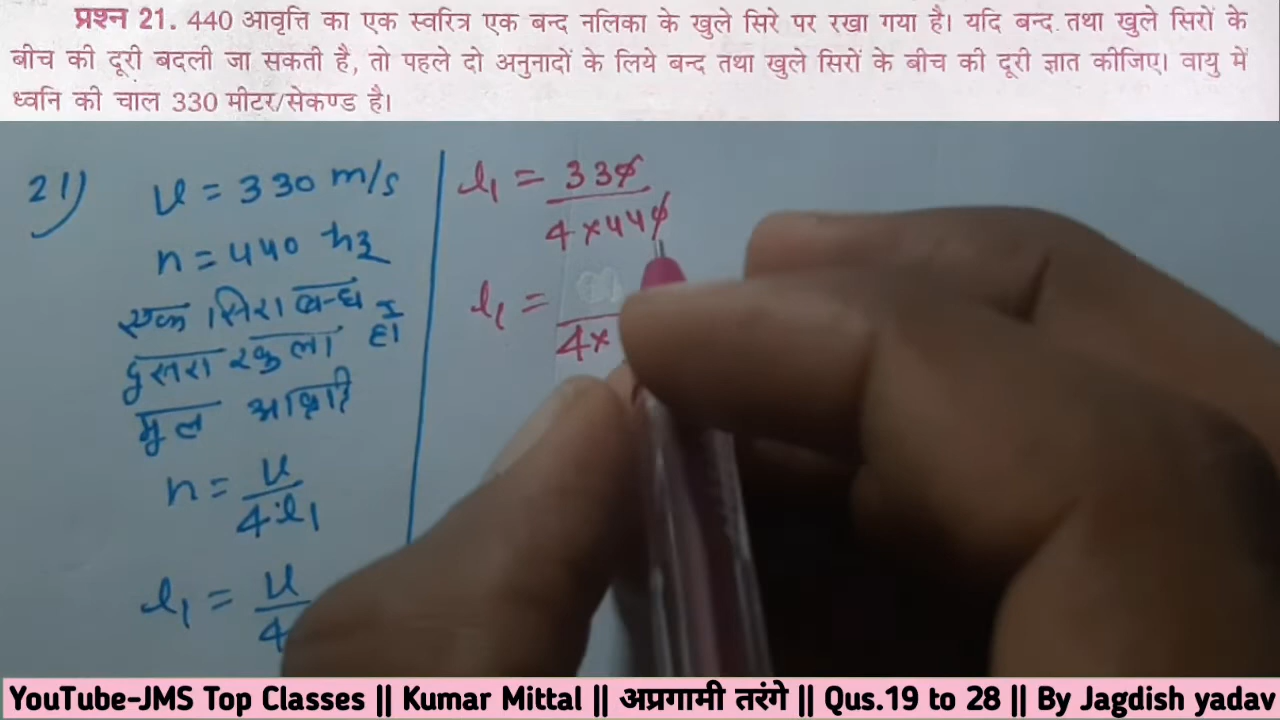 प्रश्न 21. 440 आवृत्ति का एक स्वरित्र एक बन्द नलिका के खुले सिरे पर रखा गया है। यदि बन्द तथा खुले सिरों के
बीच की दूरी बदली जा सकती है, तो पहले दो अनुनादों के लिये बन्द तथा खुले सिरों के बीच की दूरी ज्ञात कीजिए। वायु में
ध्वनि की चाल 330 मीटर/सेकण्ड है।
21)
v = 330 m/s
n = 440 हर्ट्ज
एक सिरा बन्ध
दुसरा खुला हो
मूल आवृत्ति
n = v / 4l₁
l₁ = v / 4
l₁ = 330 / 4×440
l₁ = / 4×
YouTube-JMS Top Classes || Kumar Mittal || अप्रगामी तरंगे || Qus.19 to 28 || By Jagdish yadav